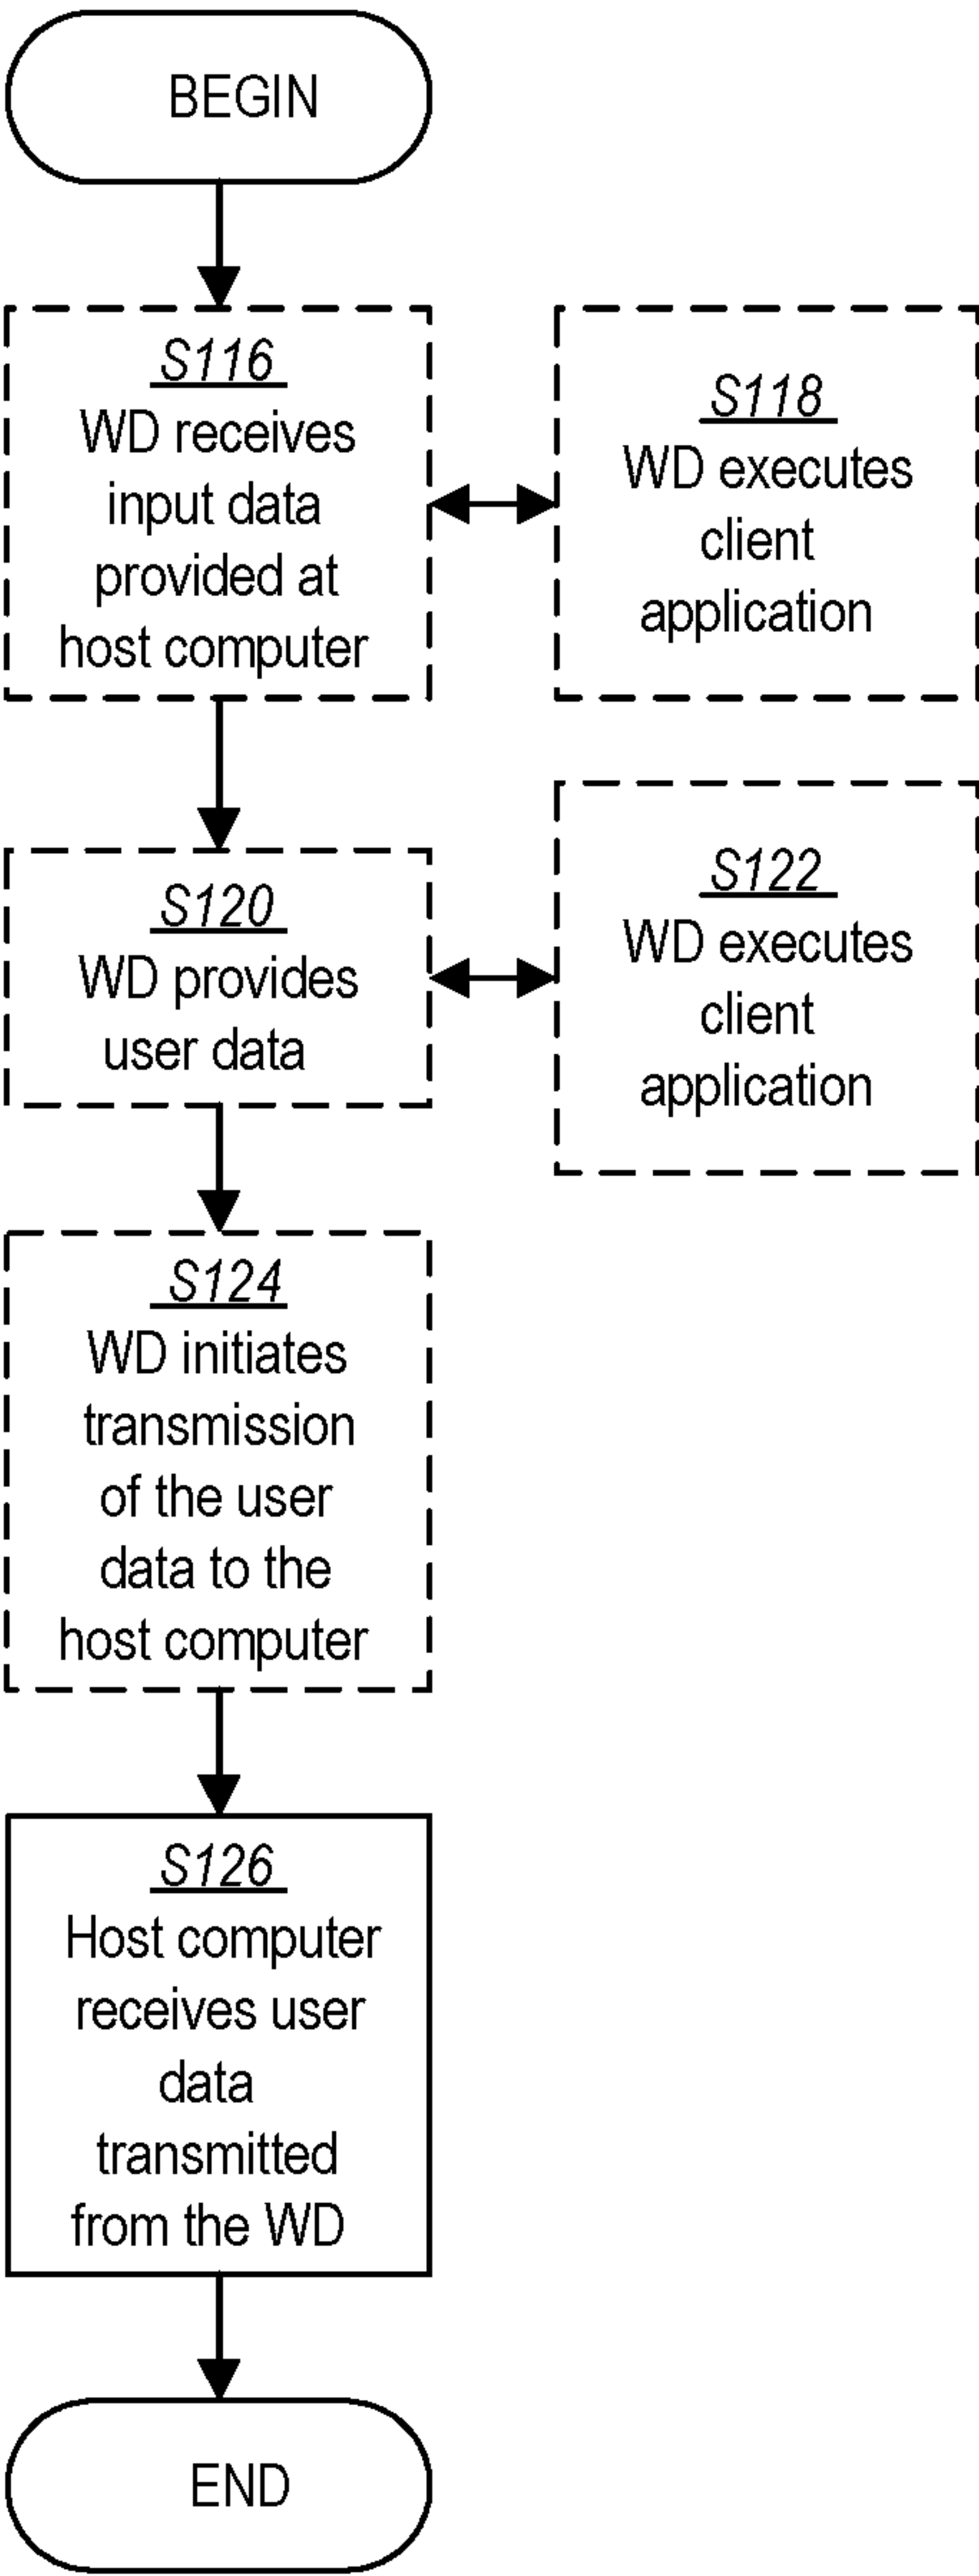 BEGIN
S116
WD receives
input data
provided at
host computer
S118
WD executes
client
application
S120
WD provides
user data
S122
WD executes
client
application
S124
WD initiates
transmission
of the user
data to the
host computer
S126
Host computer
receives user
data
transmitted
from the WD
END